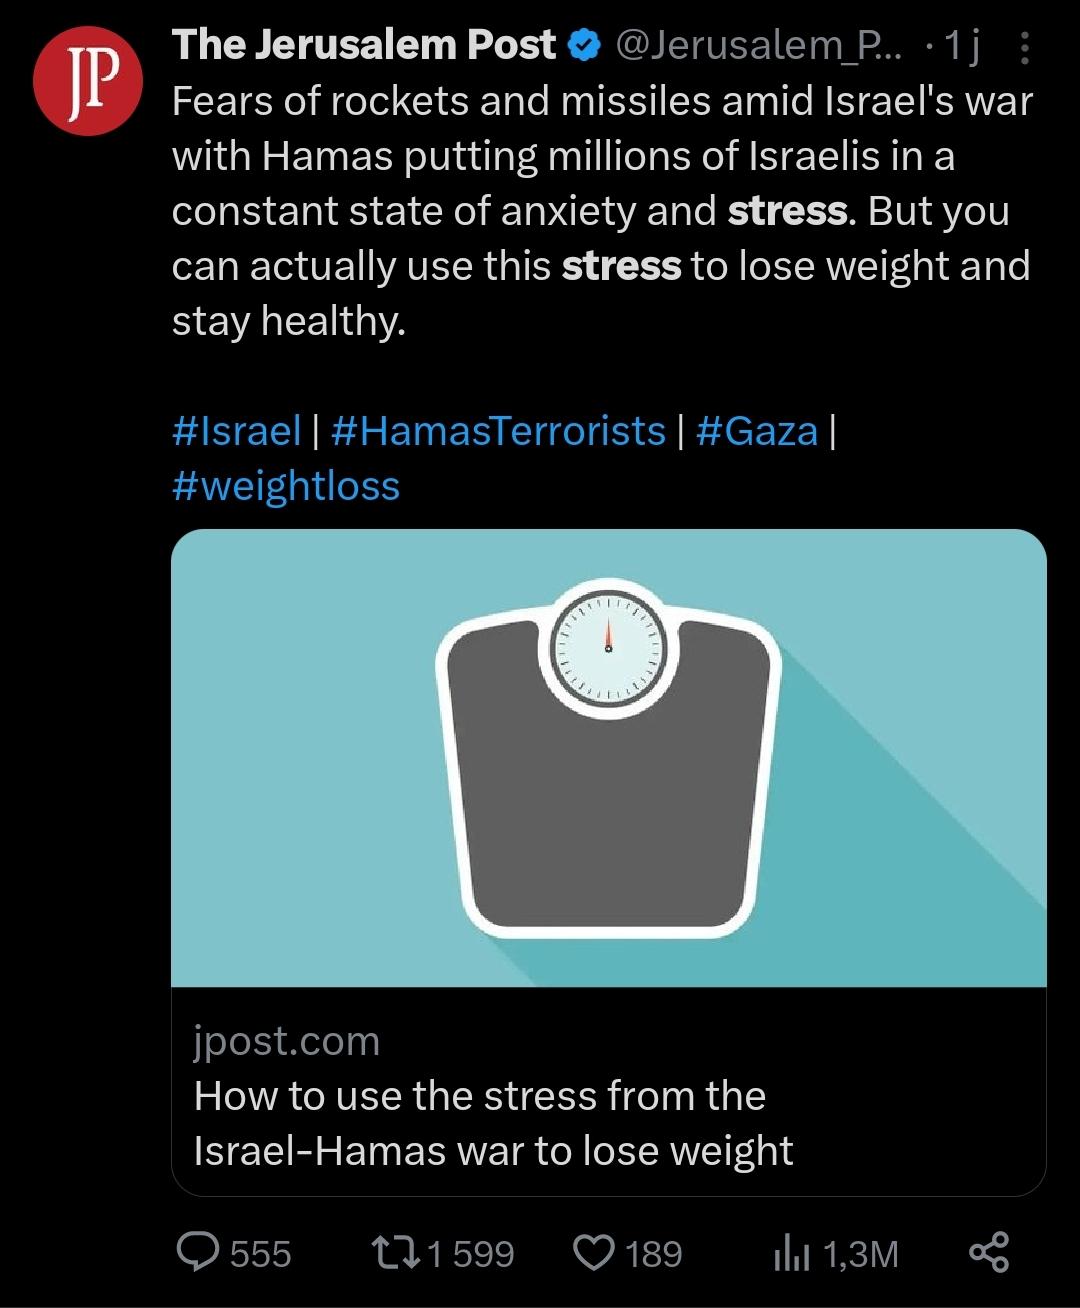 JP
The Jerusalem Post @Jerusalem_P... · 1 j
Fears of rockets and missiles amid Israel's war
with Hamas putting millions of Israelis in a
constant state of anxiety and stress. But you
can actually use this stress to lose weight and
stay healthy.
#Israel | #HamasTerrorists | #Gaza |
#weightloss
jpost.com
How to use the stress from the
Israel-Hamas war to lose weight
555 1 599 189 1,3M